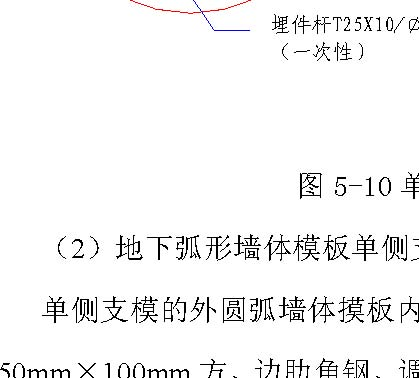 埋件杆T25X10/∅
（一次性）
图 5-10 单
（2）地下弧形墙体模板单侧支
单侧支模的外圆弧墙体摸板内
50mm×100mm 方、边肋角钢、调